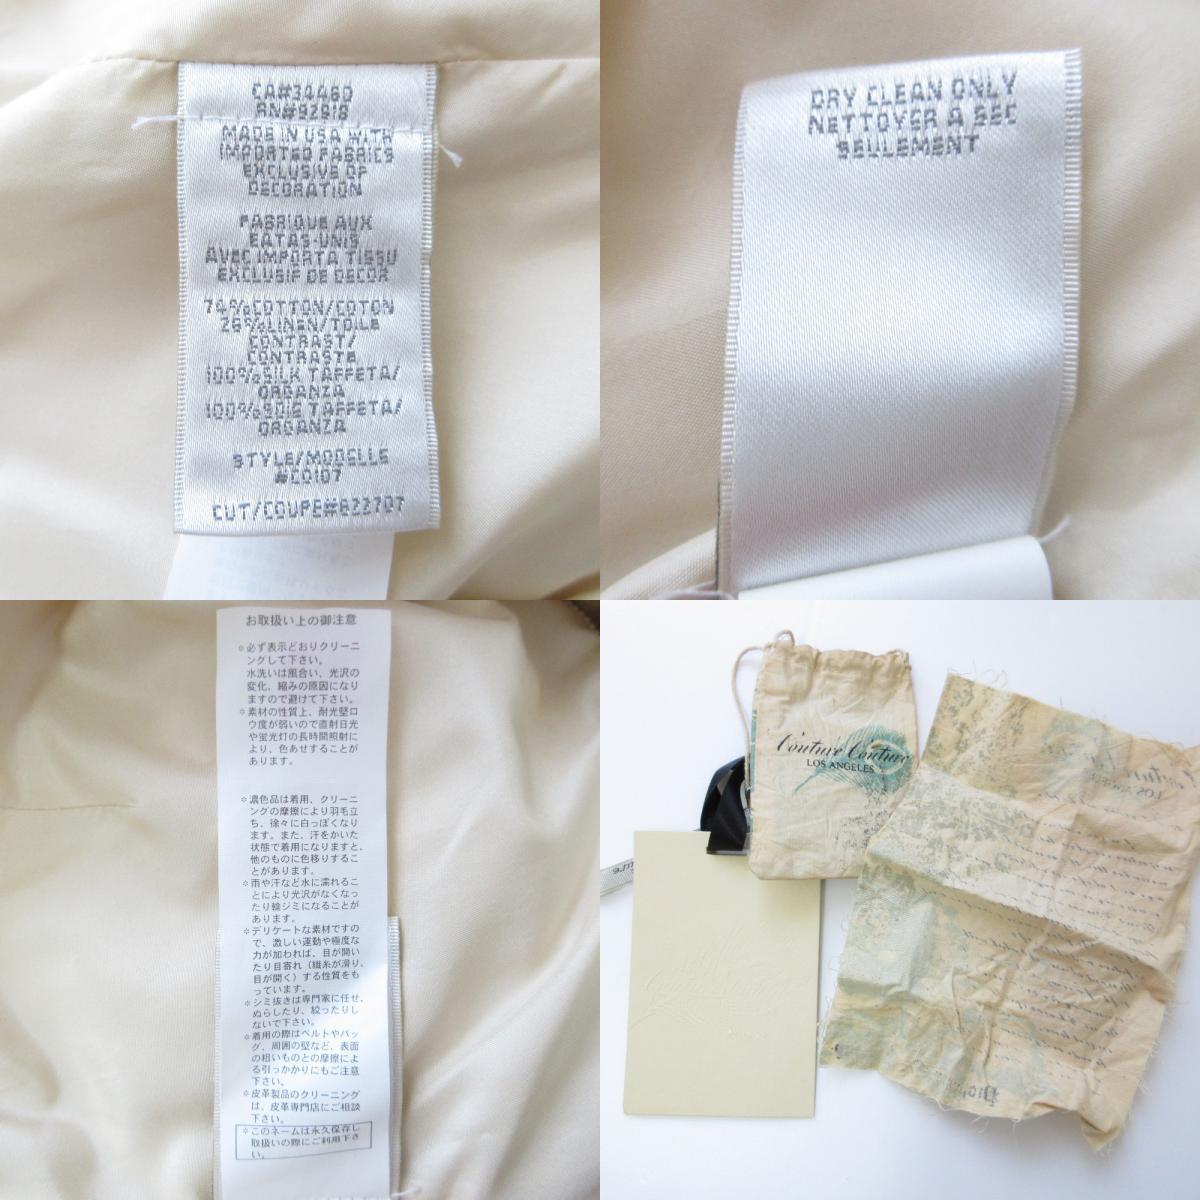 CA#34460
RN#92918
MADE IN USA WITH
IMPORTED FABRICS
EXCLUSIVE OF
DECORATION
FABRIQUE AUX
EATAS-UNIS
AVEC IMPORTA TISSU
EXCLUSIF DE DECOR
74%COTTON/COTON
26%LINEN/TOILE
CONTRAST/
CONTRASTE
100%SILK TAFFETA/
ORGANZA
100%SOIE TAFFETA/
ORGANZA
STYLE/MODELLE
#CO107
CUT/COUPE#822707
DRY CLEAN ONLY
NETTOYER A SEC
SEULEMENT
お取扱い上の御注意
※必ず表示どおりクリーニ
ングして下さい。
水洗いは風合い、光沢の
変化、縮みの原因になり
ますので避けて下さい。
※素材の性質上、耐光堅ロ
ウ度が弱いので直射日光
や蛍光灯の長時間照射に
より、色あせすることが
あります。
※濃色品は着用、クリーニ
ングの摩擦により羽毛立
ち、徐々に白っぽくなり
ます。また、汗をかいた
状態で着用になりますと、
他のものに色移りするこ
とがあります。
※雨や汗など水に濡れるこ
とにより光沢がなくなっ
たり輪ジミになることが
あります。
※デリケートな素材ですの
で、激しい運動や極度な
力が加われば、目が開い
たり目寄れ（繊糸が滑り、
目が開く）する性質をも
っています。
※シミ抜きは専門家に任せ、
ぬらしたり、絞ったりし
ないで下さい。
※着用の際はベルトやバッ
グ、周囲の壁など、表面
の粗いものとの摩擦によ
る引っかかりにもご注意
下さい。
※皮革製品のクリーニング
は、皮革専門店にご相談
下さい。
※このネームは永久保存し
取扱いの際にご利用下さ
い。
Couture Couture
LOS ANGELES